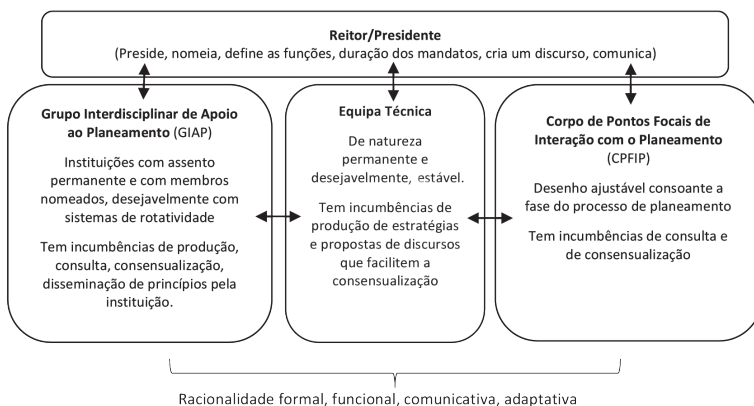 Reitor/Presidente
(Preside, nomeia, define as funções, duração dos mandatos, cria um discurso, comunica)
Grupo Interdisciplinar de Apoio
ao Planeamento (GIAP)
Instituições com assento
permanente e com membros
nomeados, desejavelmente com
sistemas de rotatividade
Tem incumbências de produção,
consulta, consensualização,
disseminação de princípios pela
instituição.
Equipa Técnica
De natureza
permanente e
desejavelmente, estável.
Tem incumbências de
produção de estratégias
e propostas de discursos
que facilitem a
consensualização
Corpo de Pontos Focais de
Interação com o Planeamento
(CPFIP)
Desenho ajustável consoante a
fase do processo de planeamento
Tem incumbências de consulta e
de consensualização
Racionalidade formal, funcional, comunicativa, adaptativa